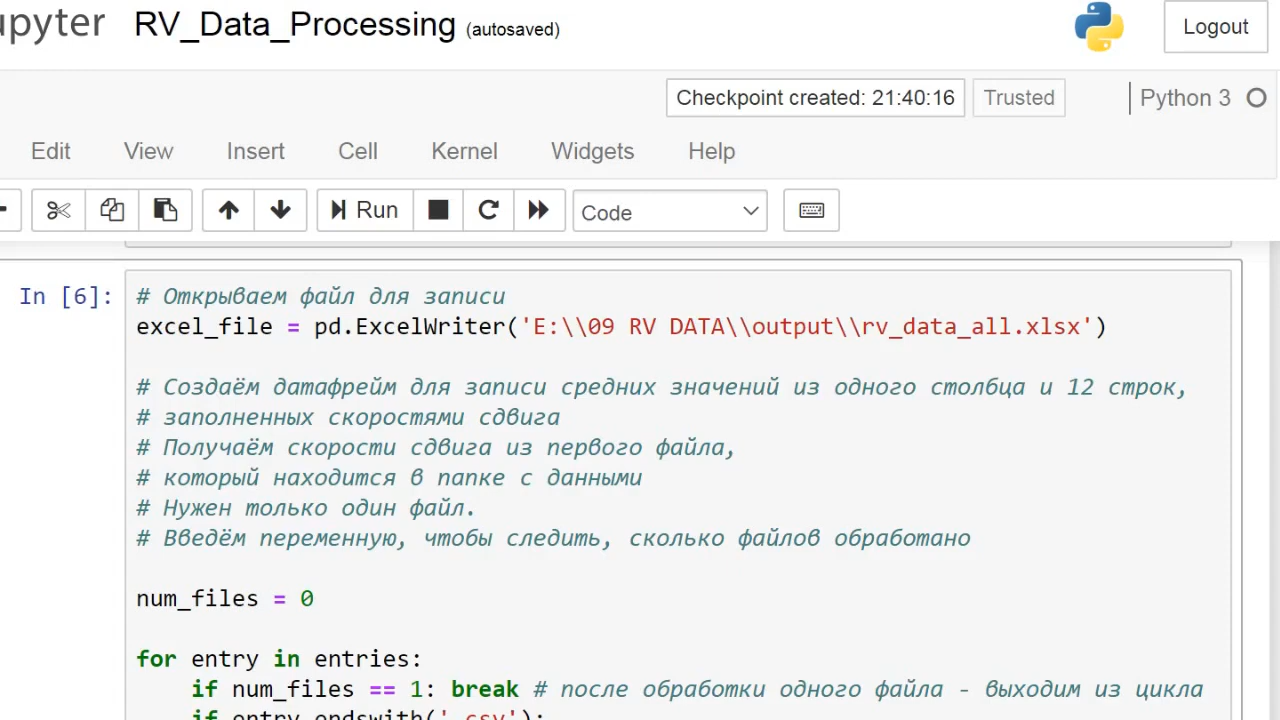 upyter RV_Data_Processing (autosaved) Logout
Checkpoint created: 21:40:16 Trusted Python 3
Edit View Insert Cell Kernel Widgets Help
Run Code
In [6]: # Открываем файл для записи
excel_file = pd.ExcelWriter('E:\\09 RV DATA\\output\\rv_data_all.xlsx')
# Создаём датафрейм для записи средних значений из одного столбца и 12 строк,
# заполненных скоростями сдвига
# Получаём скорости сдвига из первого файла,
# который находится в папке с данными
# Нужен только один файл.
# Введём переменную, чтобы следить, сколько файлов обработано
num_files = 0
for entry in entries:
if num_files == 1: break # после обработки одного файла - выходим из цикла
if entry.endswith('.csv'):